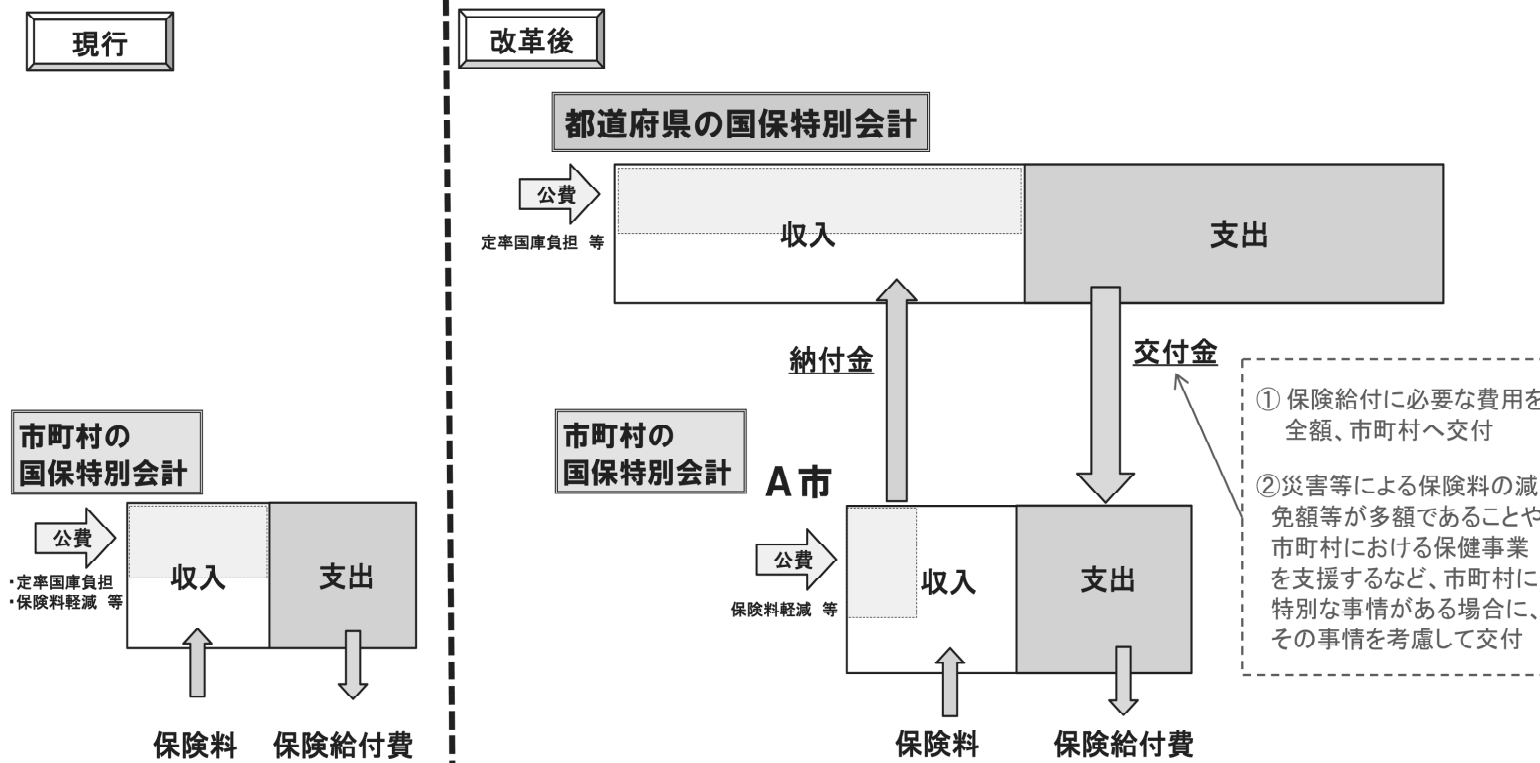 現行
市町村の
国保特別会計
公費
・定率国庫負担
・保険料軽減 等
収入
支出
保険料
保険給付費
改革後
都道府県の国保特別会計
公費
定率国庫負担 等
収入
支出
納付金
交付金
市町村の
国保特別会計
A市
公費
保険料軽減 等
収入
支出
保険料
保険給付費
① 保険給付に必要な費用を
全額、市町村へ交付
②災害等による保険料の減
免額等が多額であることや
市町村における保健事業
を支援するなど、市町村に
特別な事情がある場合に、
その事情を考慮して交付